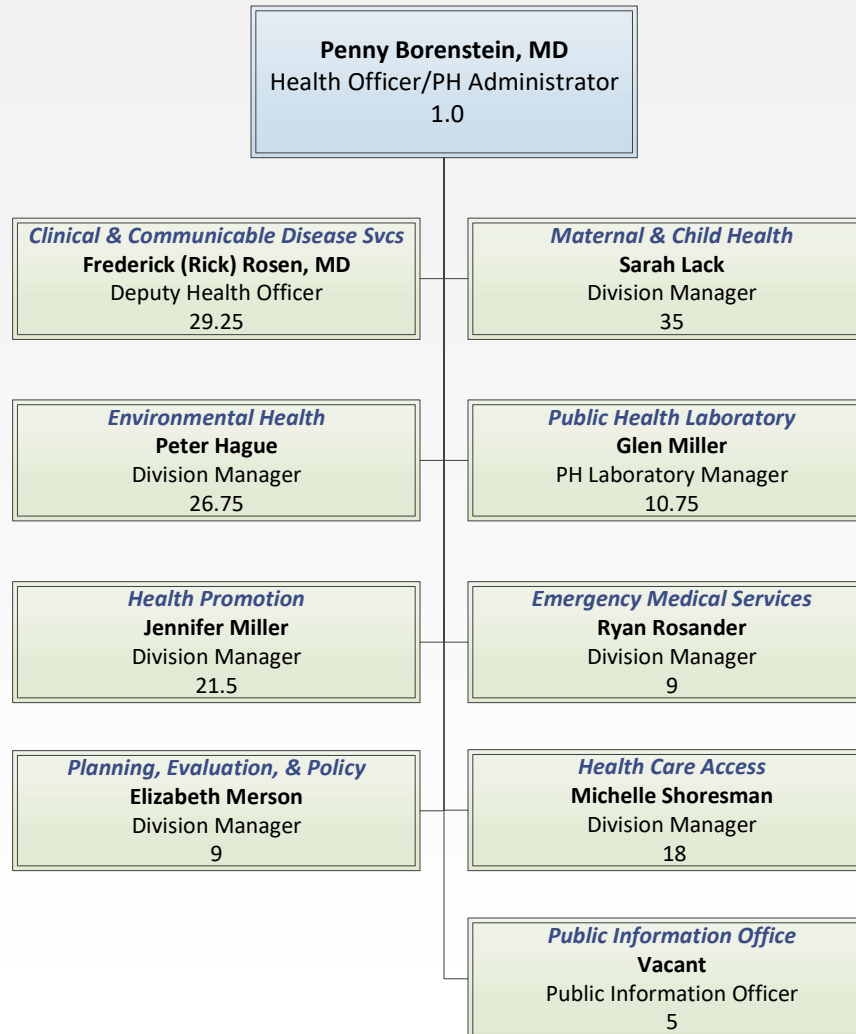 Penny Borenstein, MD
Health Officer/PH Administrator
1.0
Clinical & Communicable Disease Svcs
Frederick (Rick) Rosen, MD
Deputy Health Officer
29.25
Maternal & Child Health
Sarah Lack
Division Manager
35
Environmental Health
Peter Hague
Division Manager
26.75
Public Health Laboratory
Glen Miller
PH Laboratory Manager
10.75
Health Promotion
Jennifer Miller
Division Manager
21.5
Emergency Medical Services
Ryan Rosander
Division Manager
9
Planning, Evaluation, & Policy
Elizabeth Merson
Division Manager
9
Health Care Access
Michelle Shoresman
Division Manager
18
Public Information Office
Vacant
Public Information Officer
5